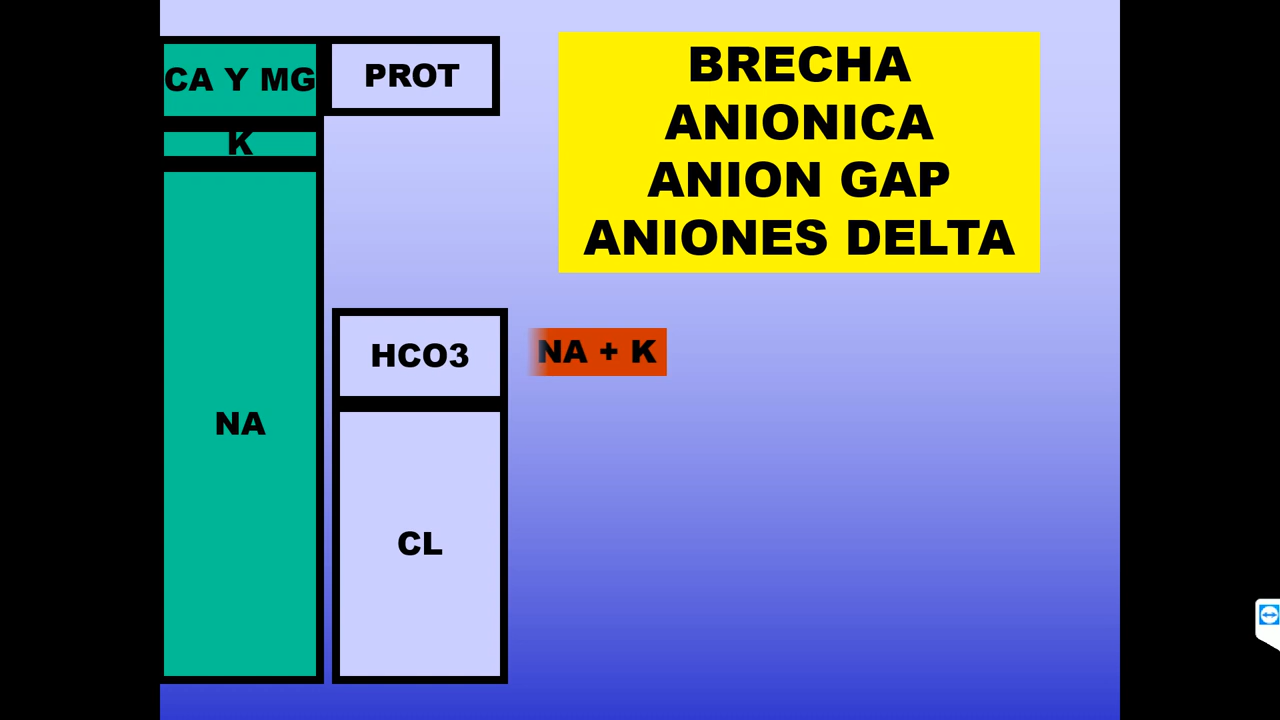 CA Y MG
PROT
K
NA
HCO3
CL
BRECHA
ANIONICA
ANION GAP
ANIONES DELTA
NA + K